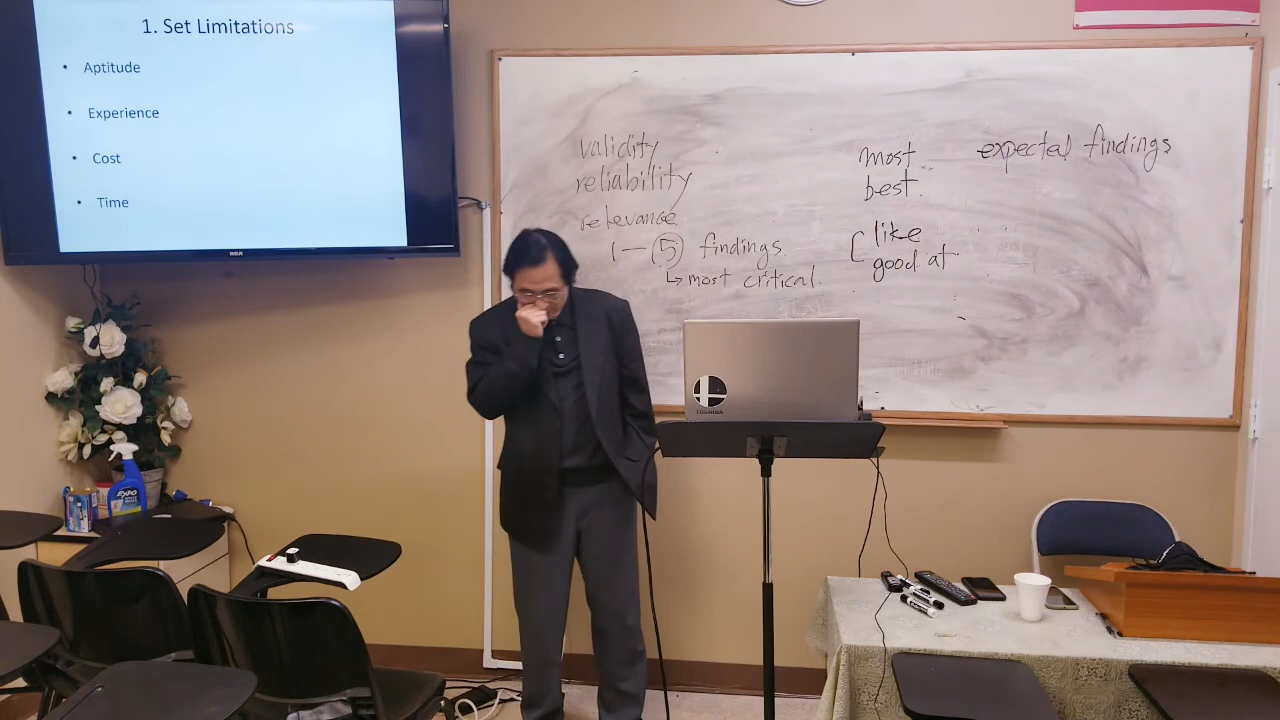 1. Set Limitations
• Aptitude
• Experience
• Cost
• Time
RCA
validity
reliability
relevance
1 — 5 findings
↳ most critical.
most
best.
[ like
good at
expected findings
TOSHIBA
EXPO